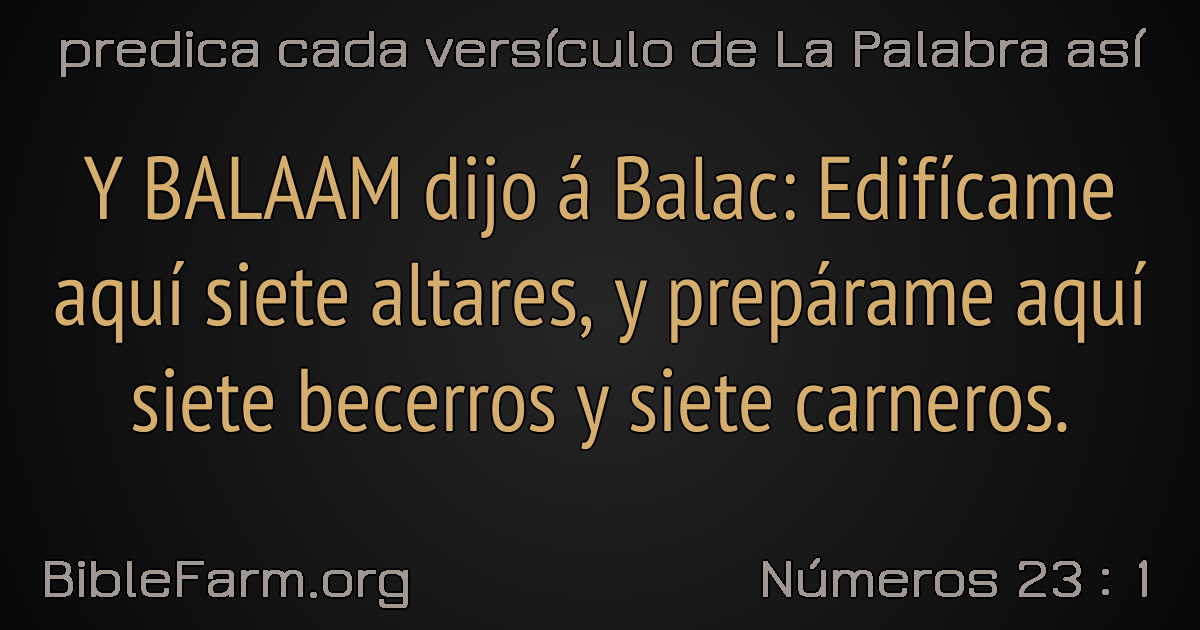 predica cada versículo de La Palabra así
Y BALAAM dijo á Balac: Edifícame
aquí siete altares, y prepárame aquí
siete becerros y siete carneros.
BibleFarm.org
Números 23 : 1